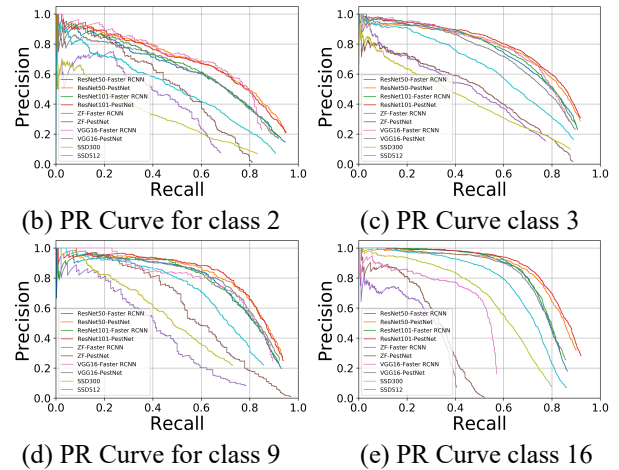 1.0
0.8
0.6
0.4
0.2
0.0
Precision
ResNet50-Faster RCNN
ResNet50-PestNet
ResNet101-Faster RCNN
ResNet101-PestNet
ZF-Faster RCNN
ZF-PestNet
VGG16-Faster RCNN
VGG16-PestNet
SSD300
SSD512
0.0 0.2 0.4 0.6 0.8 1.0
Recall
(b) PR Curve for class 2
1.0
0.8
0.6
0.4
0.2
0.0
Precision
ResNet50-Faster RCNN
ResNet50-PestNet
ResNet101-Faster RCNN
ResNet101-PestNet
ZF-Faster RCNN
ZF-PestNet
VGG16-Faster RCNN
VGG16-PestNet
SSD300
SSD512
0.0 0.2 0.4 0.6 0.8 1.0
Recall
(c) PR Curve class 3
1.0
0.8
0.6
0.4
0.2
0.0
Precision
ResNet50-Faster RCNN
ResNet50-PestNet
ResNet101-Faster RCNN
ResNet101-PestNet
ZF-Faster RCNN
ZF-PestNet
VGG16-Faster RCNN
VGG16-PestNet
SSD300
SSD512
0.0 0.2 0.4 0.6 0.8 1.0
Recall
(d) PR Curve for class 9
1.0
0.8
0.6
0.4
0.2
0.0
Precision
ResNet50-Faster RCNN
ResNet50-PestNet
ResNet101-Faster RCNN
ResNet101-PestNet
ZF-Faster RCNN
ZF-PestNet
VGG16-Faster RCNN
VGG16-PestNet
SSD300
SSD512
0.0 0.2 0.4 0.6 0.8 1.0
Recall
(e) PR Curve class 16